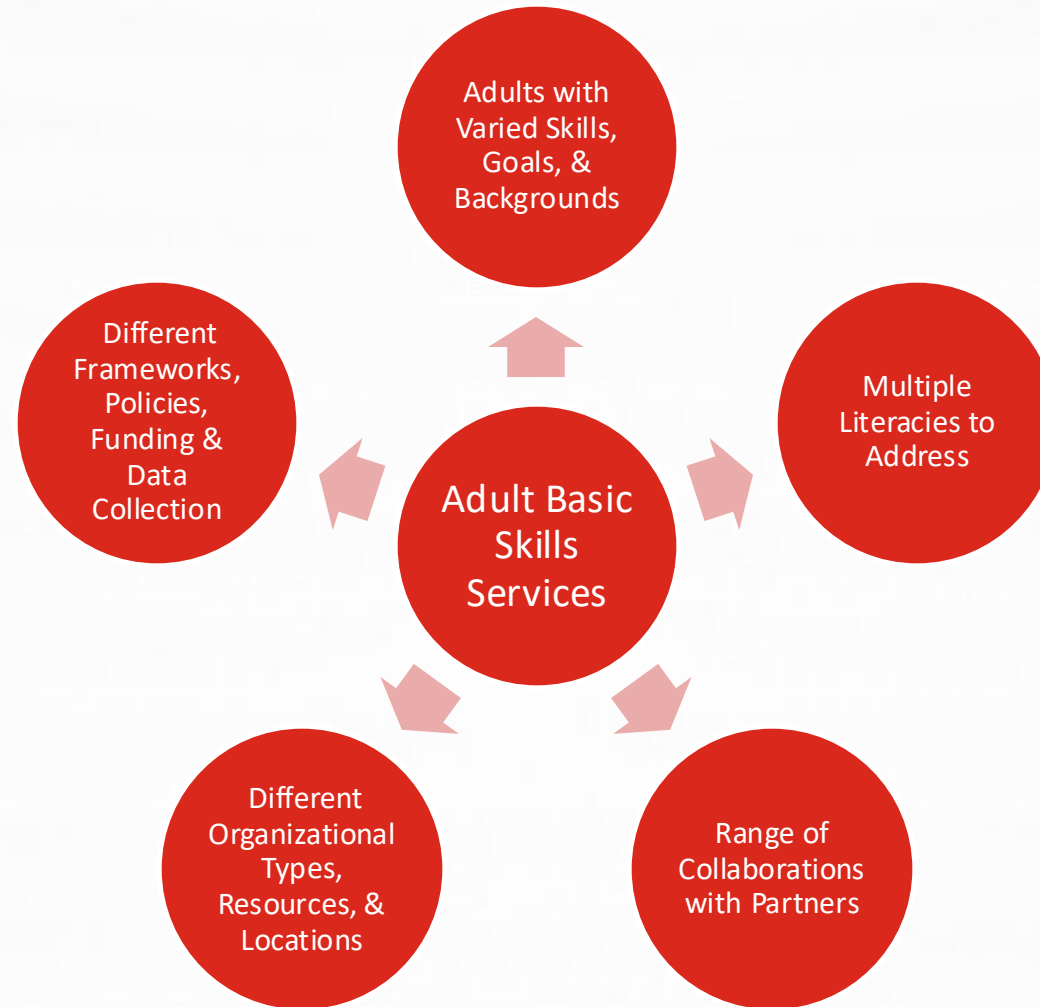 Adults with
Varied Skills,
Goals, &
Backgrounds
Different
Frameworks,
Policies,
Funding &
Data
Collection
Multiple
Literacies to
Address
Adult Basic
Skills
Services
Different
Organizational
Types,
Resources, &
Locations
Range of
Collaborations
with Partners